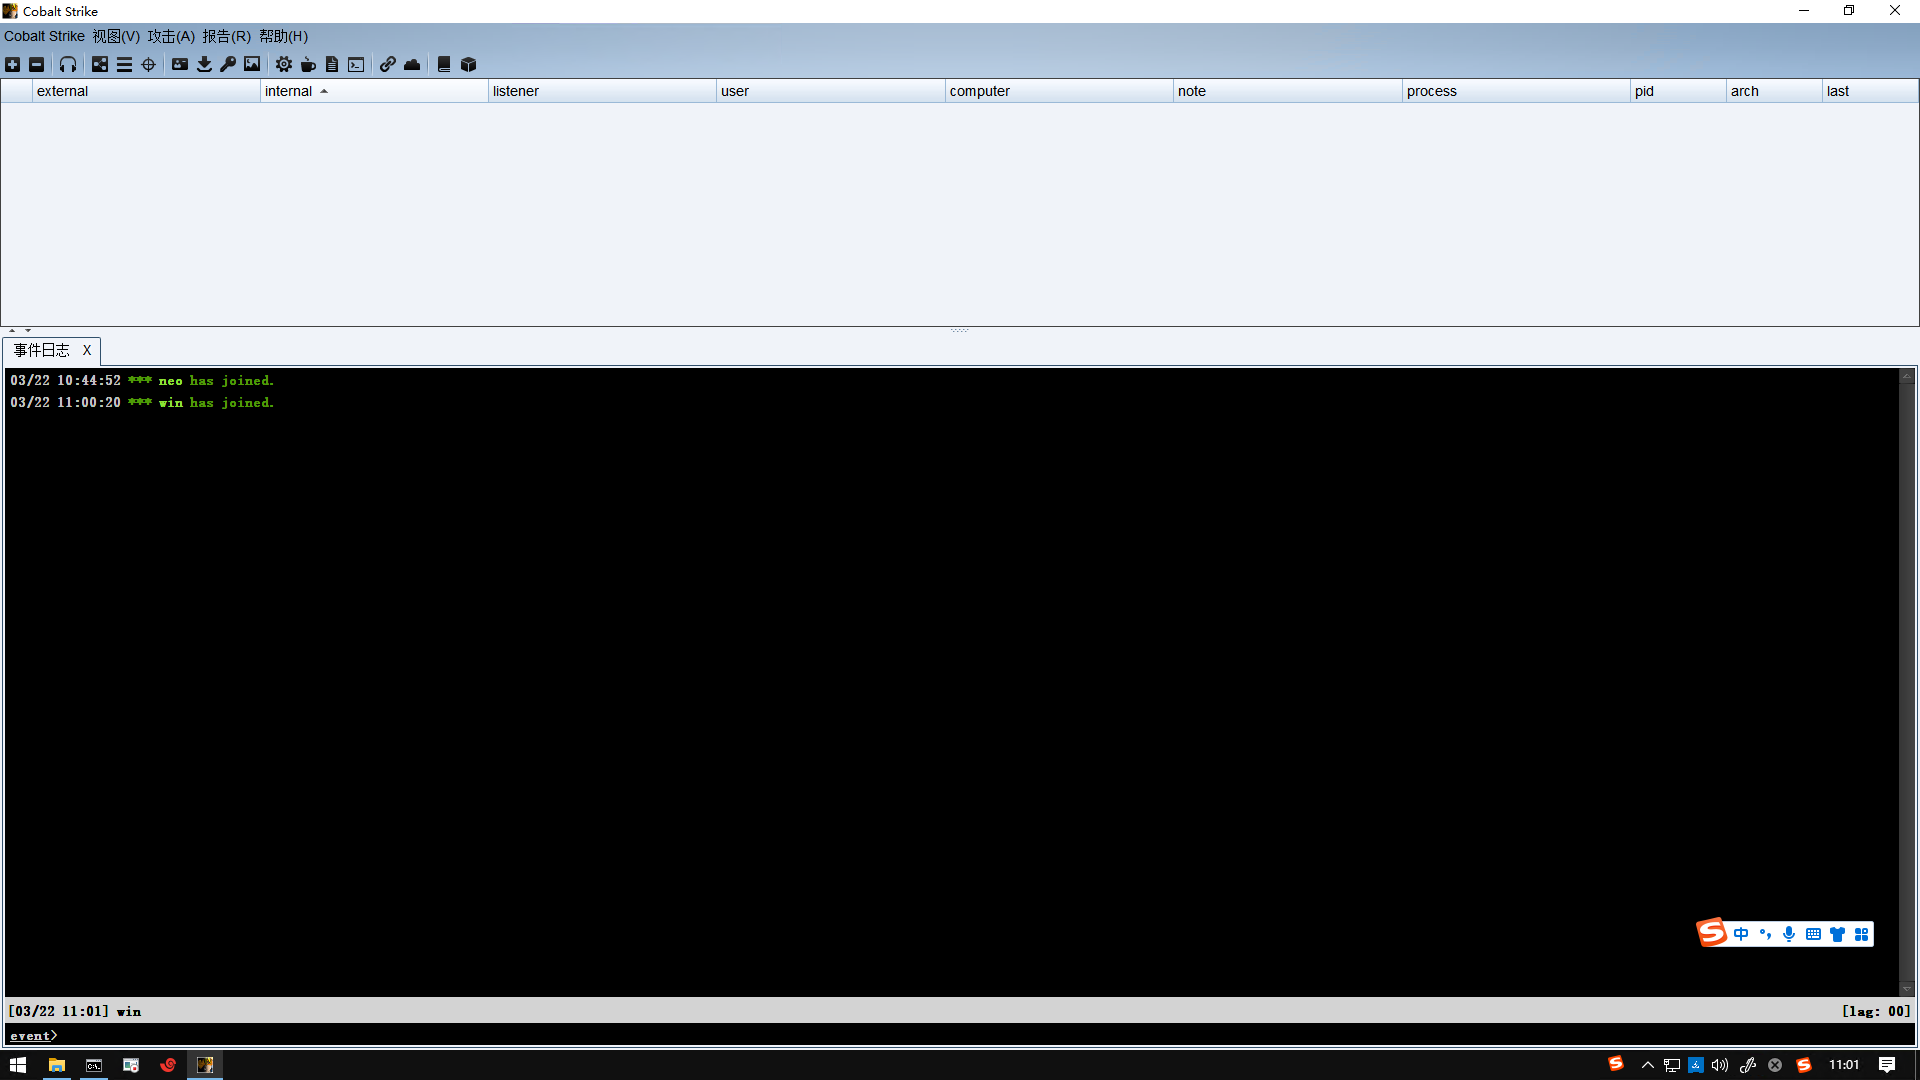 Cobalt Strike
Cobalt Strike 视图(V) 攻击(A) 报告(R) 帮助(H)
external internal listener user computer note process pid arch last
事件日志 X
03/22 10:44:52 *** neo has joined.
03/22 11:00:20 *** win has joined.
中
[03/22 11:01] win [lag: 00]
event>
11:01